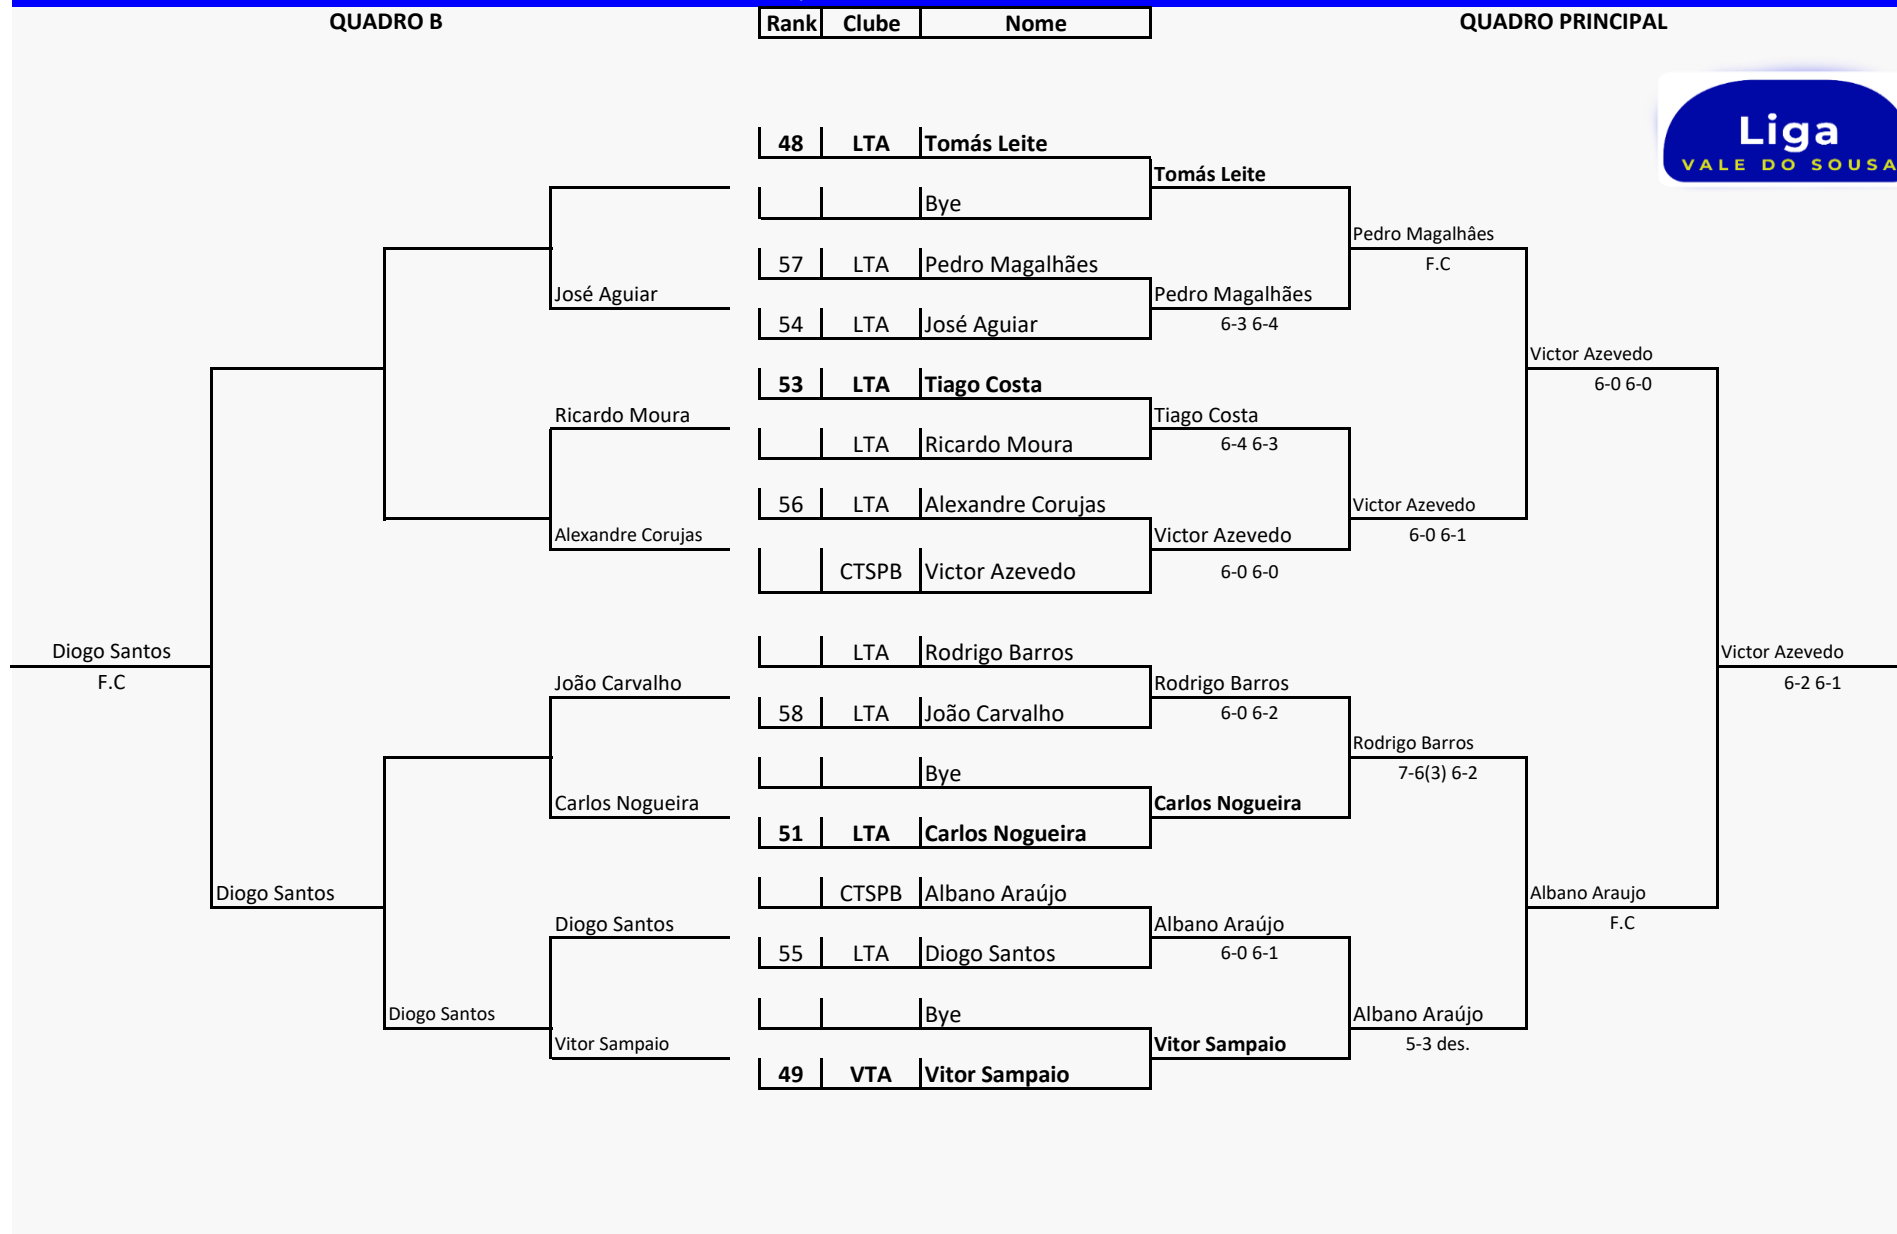 QUADRO B
Rank Clube Nome
QUADRO PRINCIPAL
Liga
VALE DO SOUSA
48 LTA Tomás Leite
Tomás Leite
Bye
Pedro Magalhâes
57 LTA Pedro Magalhães
F.C
José Aguiar
Pedro Magalhães
54 LTA José Aguiar
6-3 6-4
Victor Azevedo
53 LTA Tiago Costa
6-0 6-0
Ricardo Moura
Tiago Costa
LTA Ricardo Moura
6-4 6-3
56 LTA Alexandre Corujas
Victor Azevedo
Alexandre Corujas
Victor Azevedo
6-0 6-1
CTSPB Victor Azevedo
6-0 6-0
Diogo Santos
LTA Rodrigo Barros
Victor Azevedo
F.C
João Carvalho
Rodrigo Barros
6-2 6-1
58 LTA João Carvalho
6-0 6-2
Rodrigo Barros
Bye
7-6(3) 6-2
Carlos Nogueira
Carlos Nogueira
51 LTA Carlos Nogueira
Diogo Santos
CTSPB Albano Araújo
Albano Araujo
Diogo Santos
Albano Araújo
F.C
55 LTA Diogo Santos
6-0 6-1
Diogo Santos
Bye
Albano Araújo
Vitor Sampaio
Vitor Sampaio
5-3 des.
49 VTA Vitor Sampaio